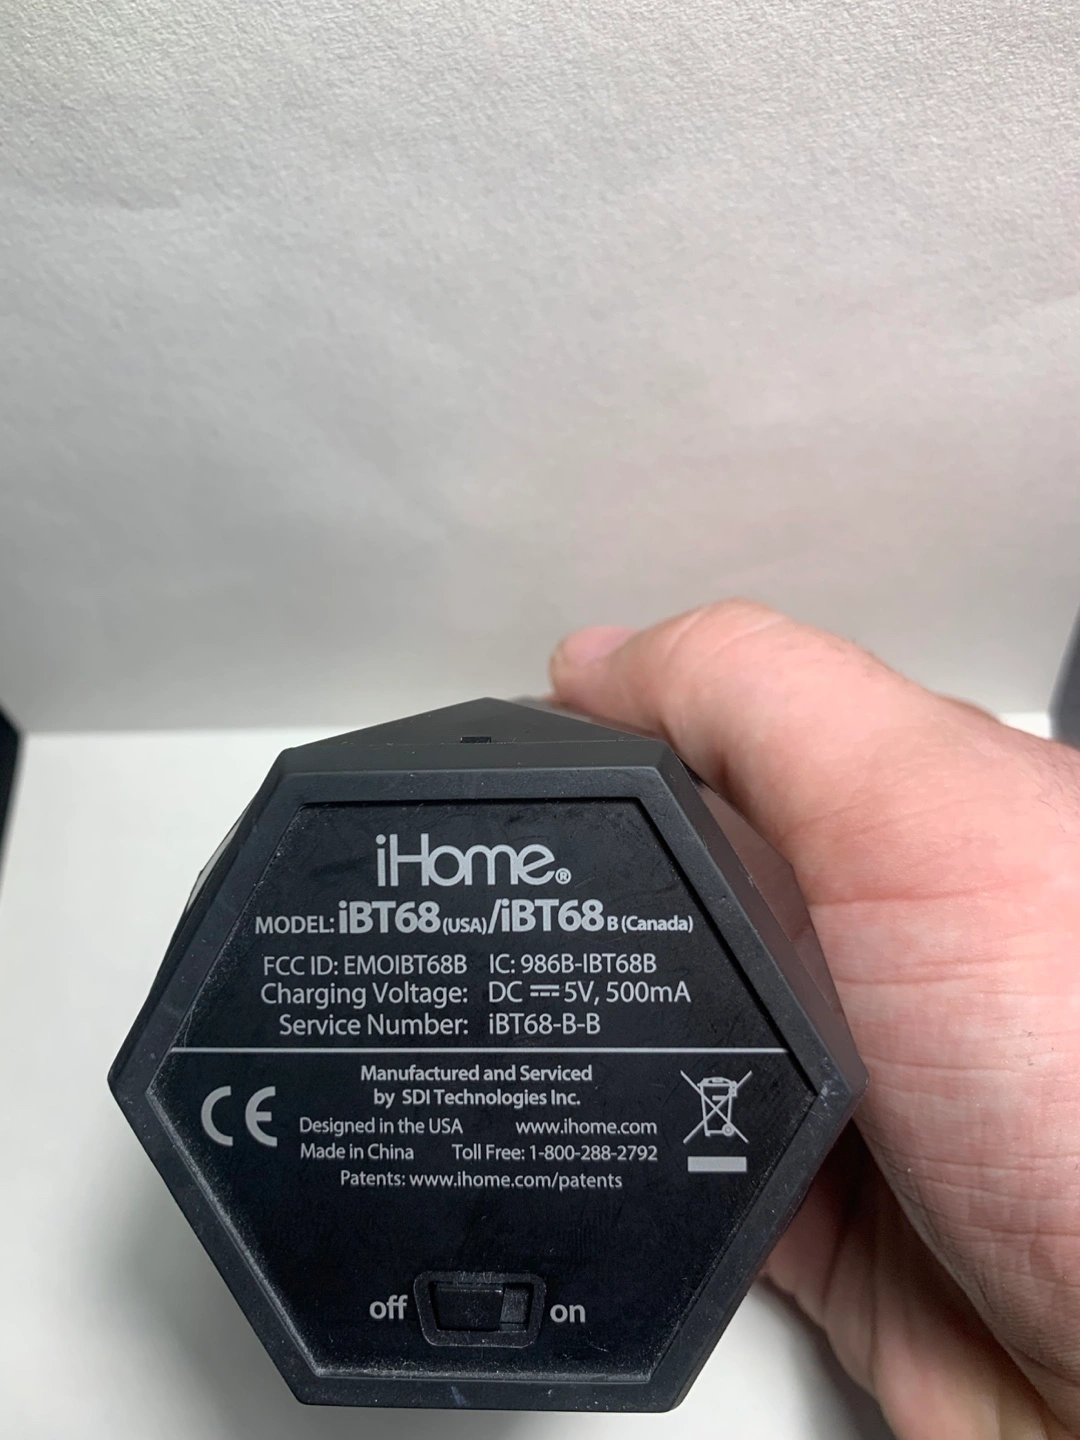 iHome®
MODEL: iBT68 (USA)/iBT68 B (Canada)
FCC ID: EMOIBT68B IC: 986B-IBT68B
Charging Voltage: DC ⎓ 5V, 500mA
Service Number: iBT68-B-B
Manufactured and Serviced
by SDI Technologies Inc.
CE
Designed in the USA www.ihome.com
Made in China Toll Free: 1-800-288-2792
Patents: www.ihome.com/patents
off on